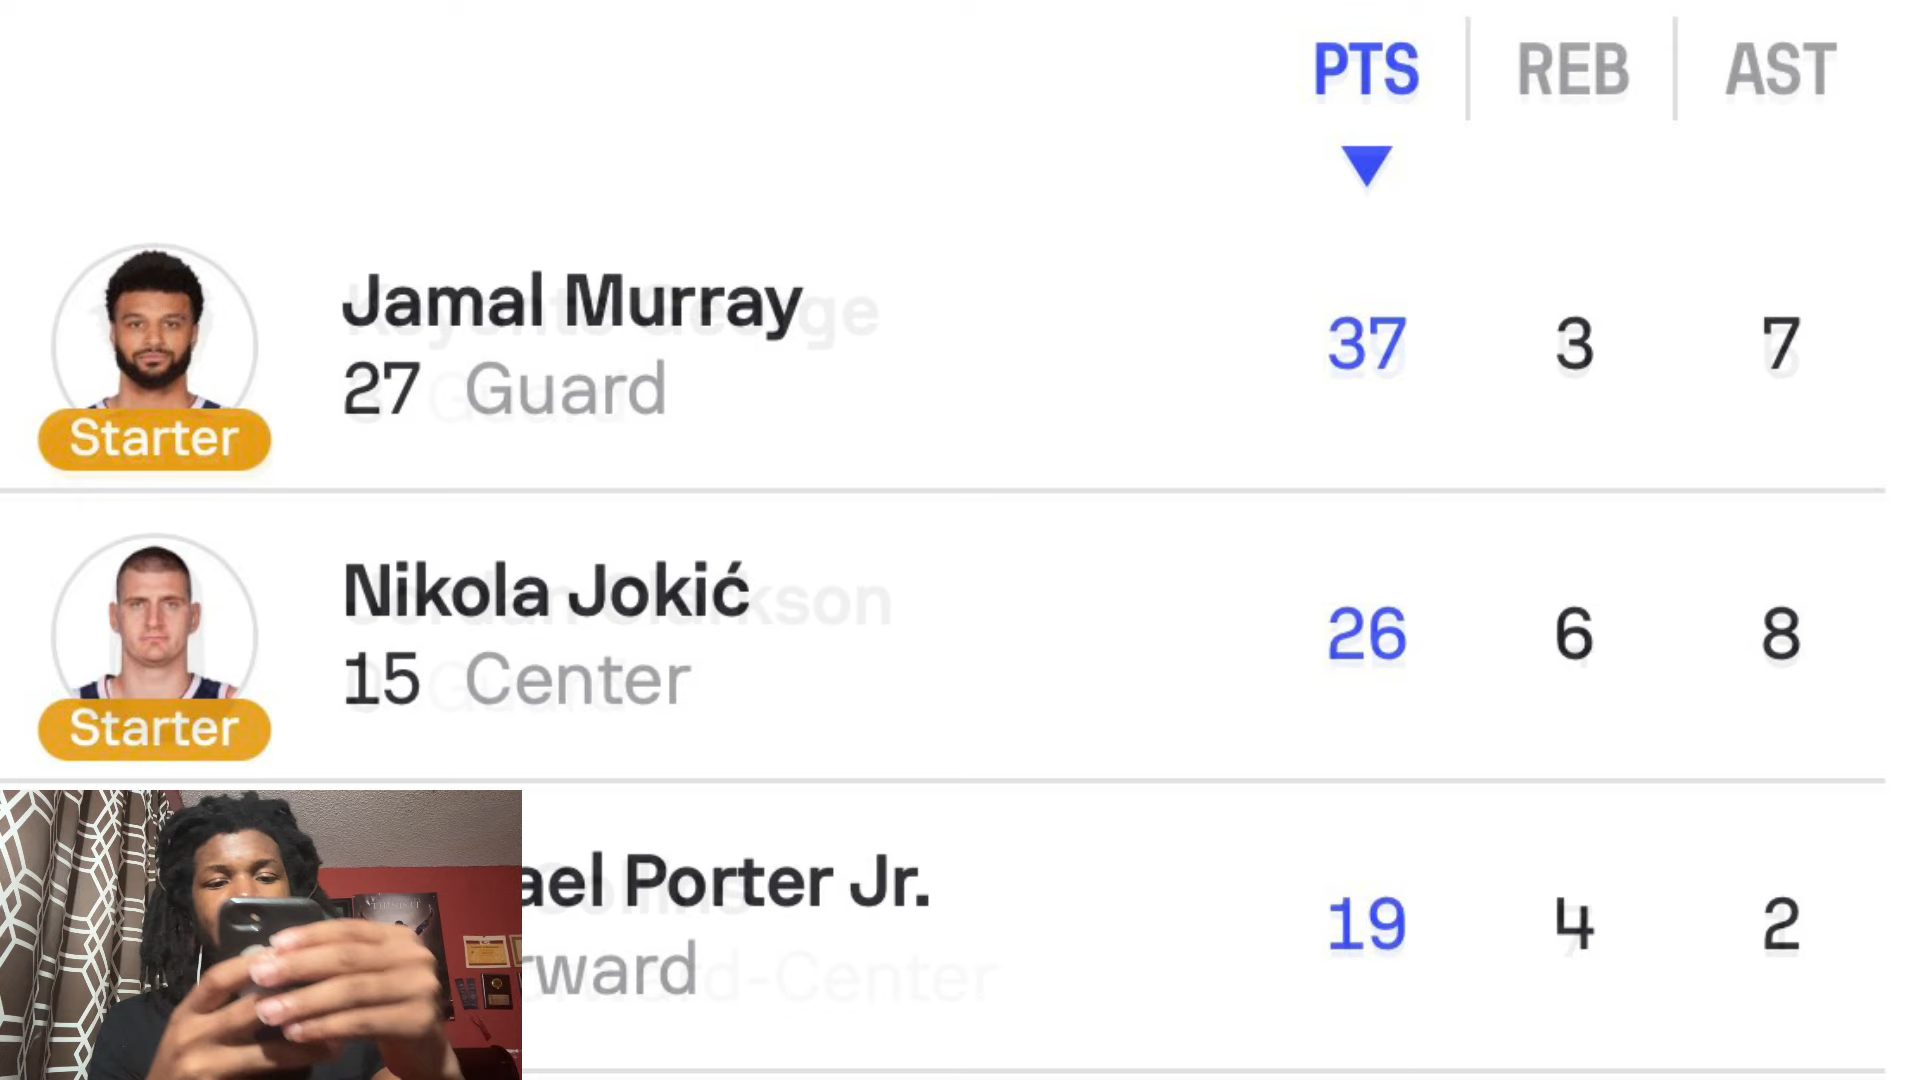 PTS REB AST
Jamal Murray
27 Guard
37 3 7
Starter
Nikola Jokić
15 Center
26 6 8
Starter
ael Porter Jr.
rward
19 4 2